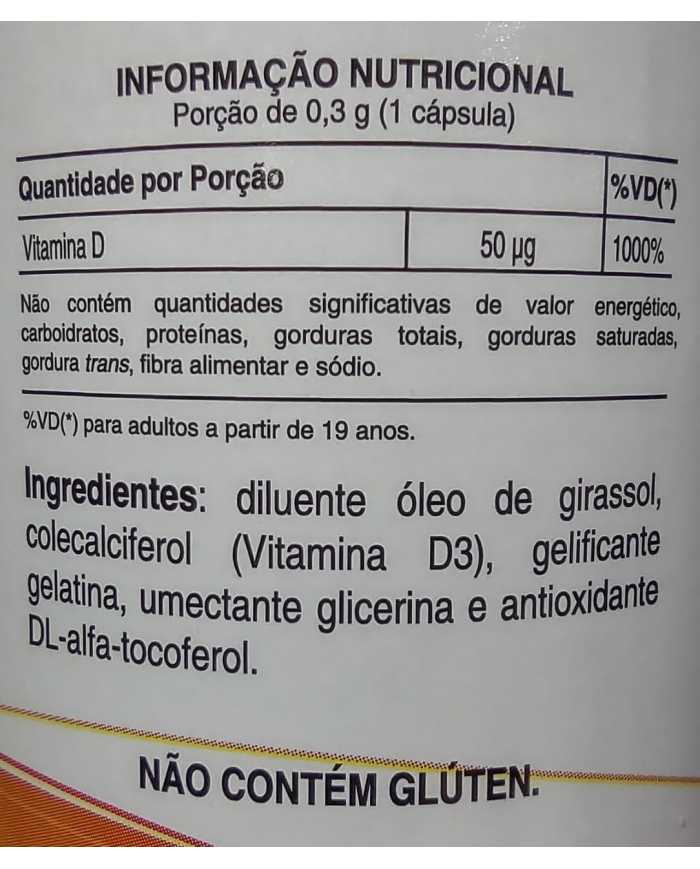 INFORMAÇÃO NUTRICIONAL
Porção de 0,3 g (1 cápsula)
Quantidade por Porção %VD(*)
Vitamina D 50 µg 1000%
Não contém quantidades significativas de valor energético,
carboidratos, proteínas, gorduras totais, gorduras saturadas,
gordura trans, fibra alimentar e sódio.
%VD(*) para adultos a partir de 19 anos.
Ingredientes: diluente óleo de girassol,
colecalciferol (Vitamina D3), gelificante
gelatina, umectante glicerina e antioxidante
DL-alfa-tocoferol.
NÃO CONTÉM GLÚTEN.